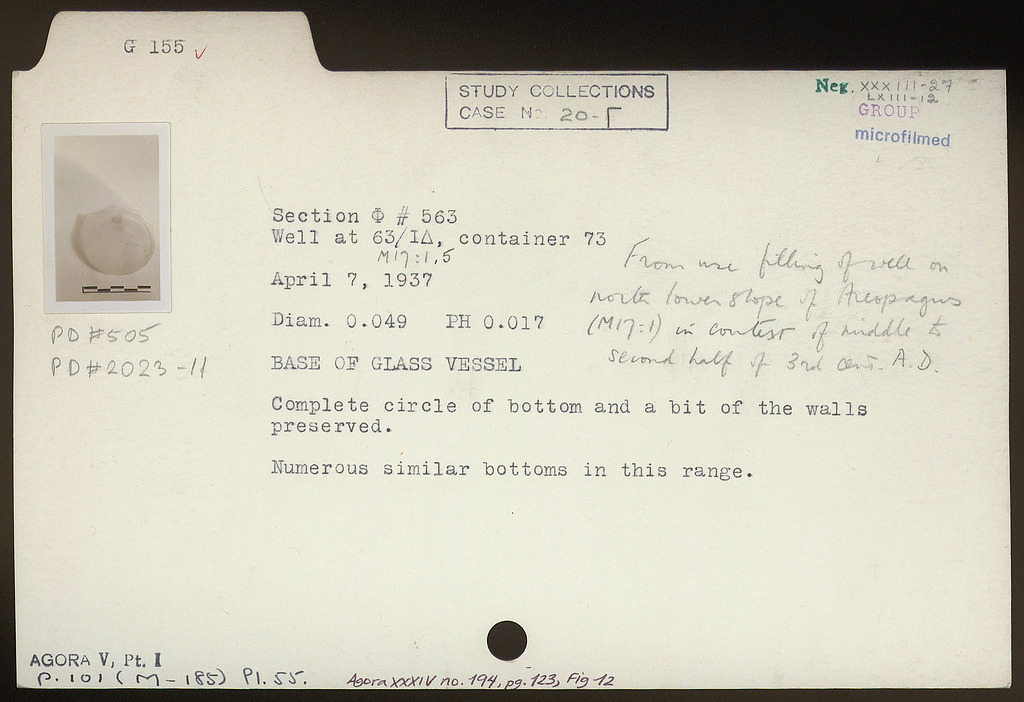 G 155 ✓
STUDY COLLECTIONS
CASE No. 20-Γ
Neg. XXXIII-27
LXIII-12
GROUP
microfilmed
Section Φ # 563
Well at 63/ΙΔ, container 73
M17:1,5
April 7, 1937
Diam. 0.049 PH 0.017
BASE OF GLASS VESSEL
Complete circle of bottom and a bit of the walls
preserved.
Numerous similar bottoms in this range.
From use filling of well on
north lower slope of Areopagus
(M17:1) in context of middle to
second half of 3rd cent. A.D.
PD #505
PD#2023-11
AGORA V, Pt. I
P. 101 (M-185) Pl. 55.
Agora XXXIV no. 194, pg. 123, Fig 12